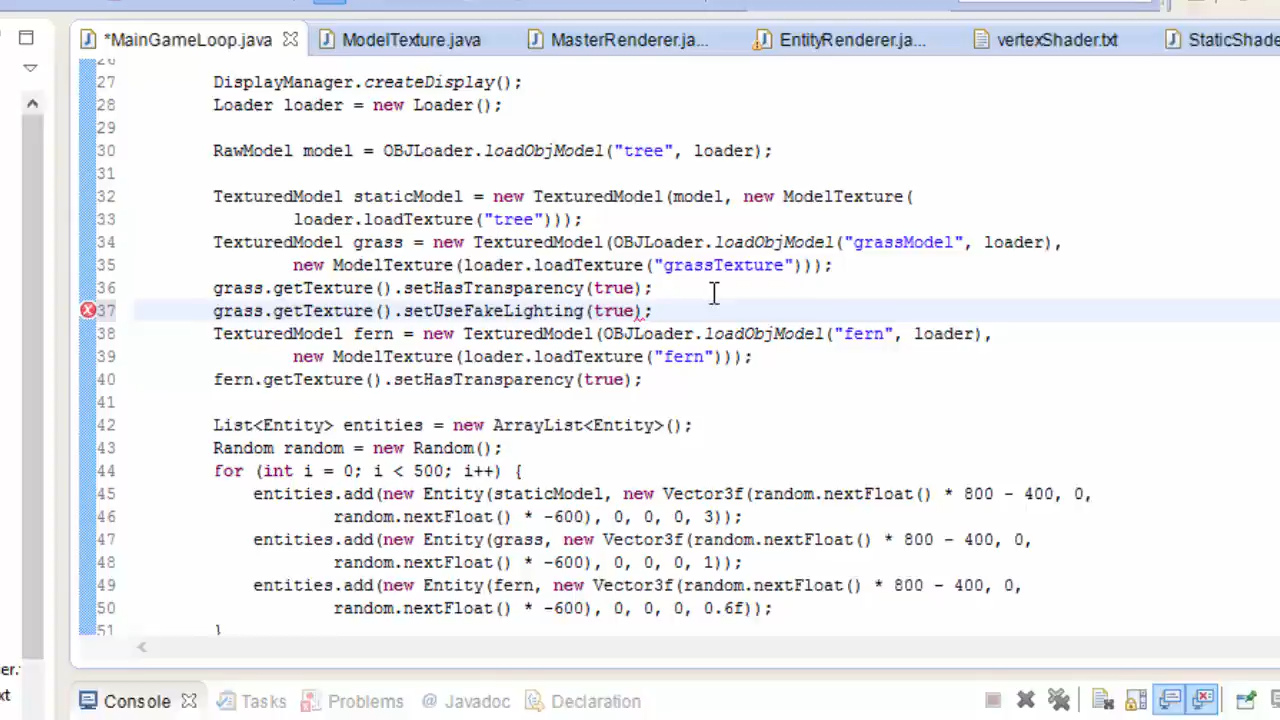 *MainGameLoop.java
ModelTexture.java
MasterRenderer.ja...
EntityRenderer.ja...
vertexShader.txt
StaticShade
26
27 DisplayManager.createDisplay();
28 Loader loader = new Loader();
29
30 RawModel model = OBJLoader.loadObjModel("tree", loader);
31
32 TexturedModel staticModel = new TexturedModel(model, new ModelTexture(
33 loader.loadTexture("tree")));
34 TexturedModel grass = new TexturedModel(OBJLoader.loadObjModel("grassModel", loader),
35 new ModelTexture(loader.loadTexture("grassTexture")));
36 grass.getTexture().setHasTransparency(true);
37 grass.getTexture().setUseFakeLighting(true);
38 TexturedModel fern = new TexturedModel(OBJLoader.loadObjModel("fern", loader),
39 new ModelTexture(loader.loadTexture("fern")));
40 fern.getTexture().setHasTransparency(true);
41
42 List<Entity> entities = new ArrayList<Entity>();
43 Random random = new Random();
44 for (int i = 0; i < 500; i++) {
45 entities.add(new Entity(staticModel, new Vector3f(random.nextFloat() * 800 - 400, 0,
46 random.nextFloat() * -600), 0, 0, 0, 3));
47 entities.add(new Entity(grass, new Vector3f(random.nextFloat() * 800 - 400, 0,
48 random.nextFloat() * -600), 0, 0, 0, 1));
49 entities.add(new Entity(fern, new Vector3f(random.nextFloat() * 800 - 400, 0,
50 random.nextFloat() * -600), 0, 0, 0, 0.6f));
51 }
er.
xt
Console
Tasks
Problems
@ Javadoc
Declaration